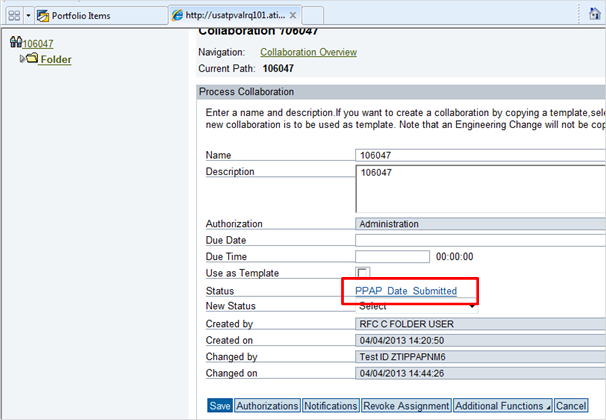 Portfolio Items
http://usatpvalrq101.ati...
106047
Folder
Collaboration 106047
Navigation: Collaboration Overview
Current Path: 106047
Process Collaboration
Enter a name and description.If you want to create a collaboration by copying a template,sele
new collaboration is to be used as template. Note that an Engineering Change will not be cop
Name 106047
Description 106047
Authorization Administration
Due Date
Due Time 00:00:00
Use as Template
Status PPAP Date Submitted
New Status Select
Created by RFC C FOLDER USER
Created on 04/04/2013 14:20:50
Changed by Test ID ZTIPPAPNM6
Changed on 04/04/2013 14:44:26
Save Authorizations Notifications Revoke Assignment Additional Functions Cancel